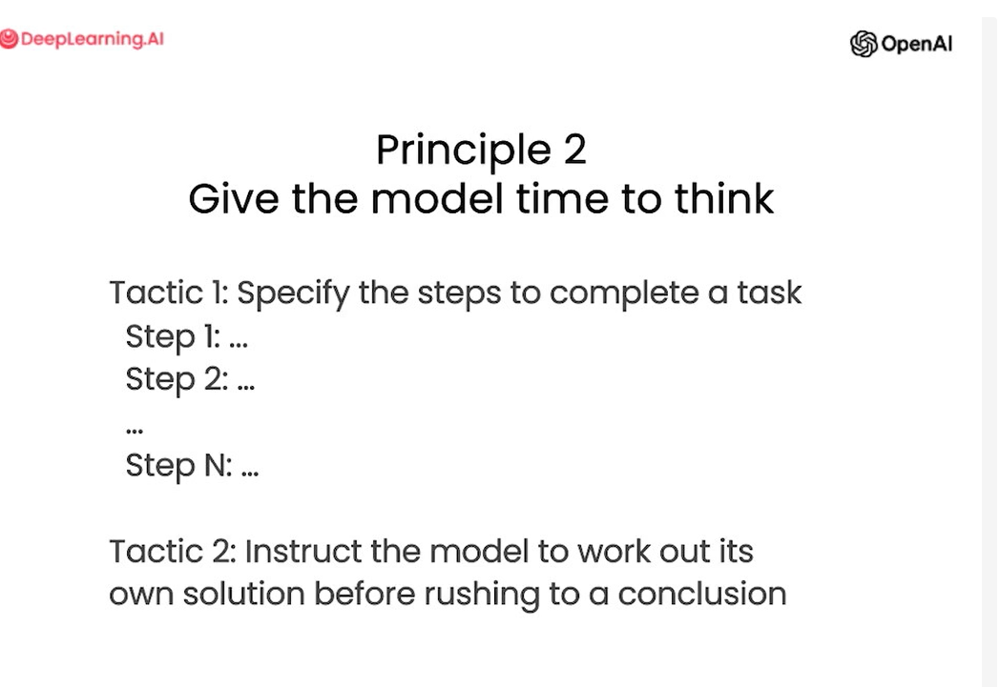 DeepLearning.AI
OpenAI
Principle 2
Give the model time to think
Tactic 1: Specify the steps to complete a task
Step 1: ...
Step 2: ...
...
Step N: ...
Tactic 2: Instruct the model to work out its
own solution before rushing to a conclusion